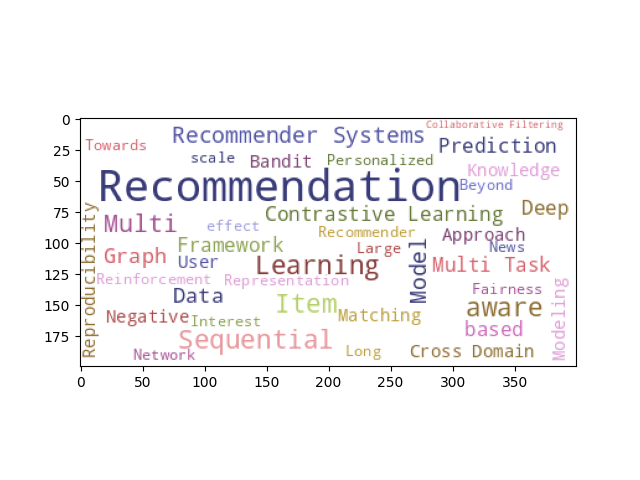 0
25
50
75
100
125
150
175
0 50 100 150 200 250 300 350
Collaborative Filtering
Recommender Systems
Towards
Prediction
scale
Bandit
Personalized
Knowledge
Recommendation
Beyond
Deep
Contrastive Learning
Multi
effect
Recommender
Approach
Framework
Large
News
Graph
User
Learning
Model
Multi Task
Reinforcement
Representation
Reproducibility
Data
Item
Fairness
aware
Modeling
Negative
Interest
Matching
based
Sequential
Network
Long
Cross Domain